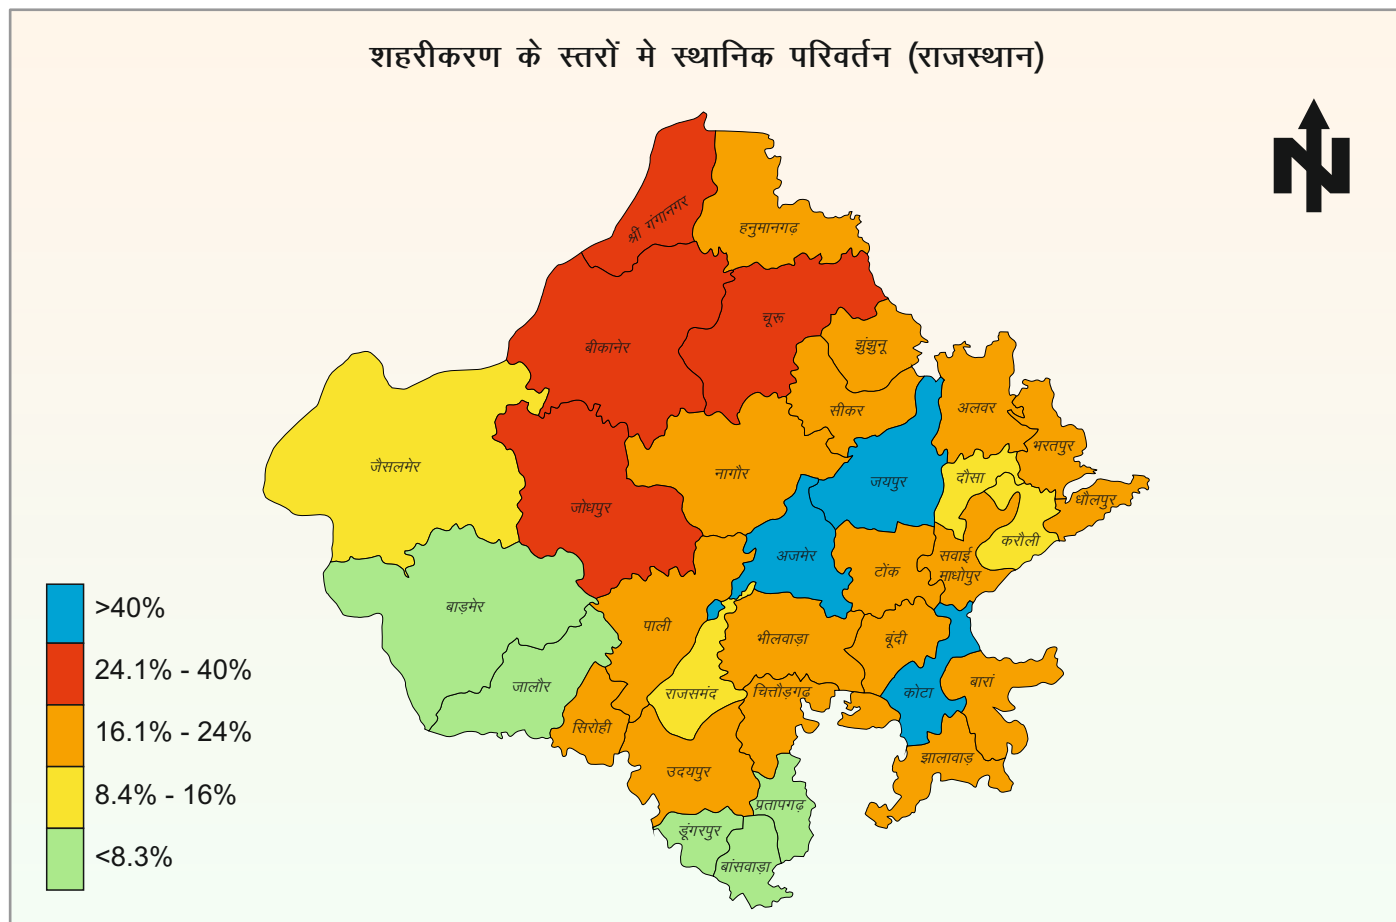 शहरीकरण के स्तरों मे स्थानिक परिवर्तन (राजस्थान)
N
श्री गंगानगर
हनुमानगढ़
चूरू
बीकानेर
झुंझुनू
सीकर
अलवर
भरतपुर
जैसलमेर
नागौर
जयपुर
दौसा
धौलपुर
जोधपुर
अजमेर
टोंक
सवाई
माधोपुर
करौली
बाड़मेर
पाली
भीलवाड़ा
बूंदी
जालौर
राजसमंद
चित्तौड़गढ़
कोटा
बारां
सिरोही
उदयपुर
झालावाड़
प्रतापगढ़
डूंगरपुर
बांसवाड़ा
>40%
24.1% - 40%
16.1% - 24%
8.4% - 16%
<8.3%